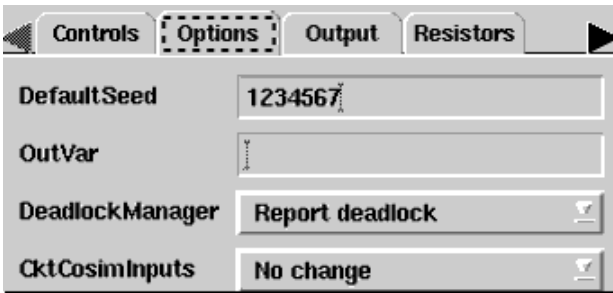 Controls Options Output Resistors
DefaultSeed 1234567
OutVar
DeadlockManager Report deadlock
CktCosimInputs No change